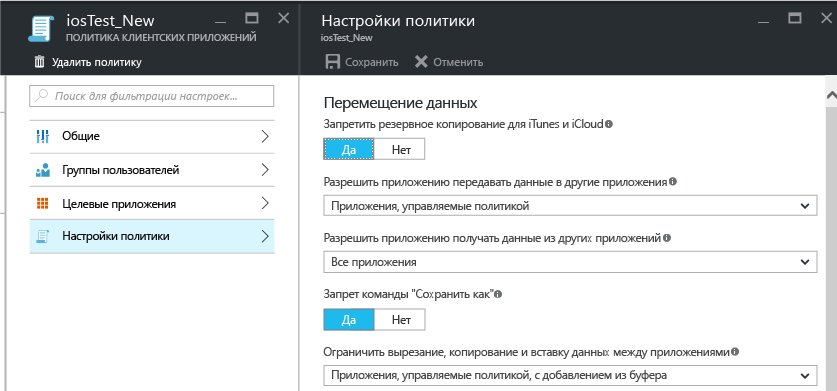 iosTest_New
ПОЛИТИКА КЛИЕНТСКИХ ПРИЛОЖЕНИЙ
Удалить политику
Поиск для фильтрации настроек...
Общие
Группы пользователей
Целевые приложения
Настройки политики
Настройки политики
iosTest_New
Сохранить Отменить
Перемещение данных
Запретить резервное копирование для iTunes и iCloud
Да Нет
Разрешить приложению передавать данные в другие приложения
Приложения, управляемые политикой
Разрешить приложению получать данные из других приложений
Все приложения
Запрет команды "Сохранить как"
Да Нет
Ограничить вырезание, копирование и вставку данных между приложениями
Приложения, управляемые политикой, с добавлением из буфера